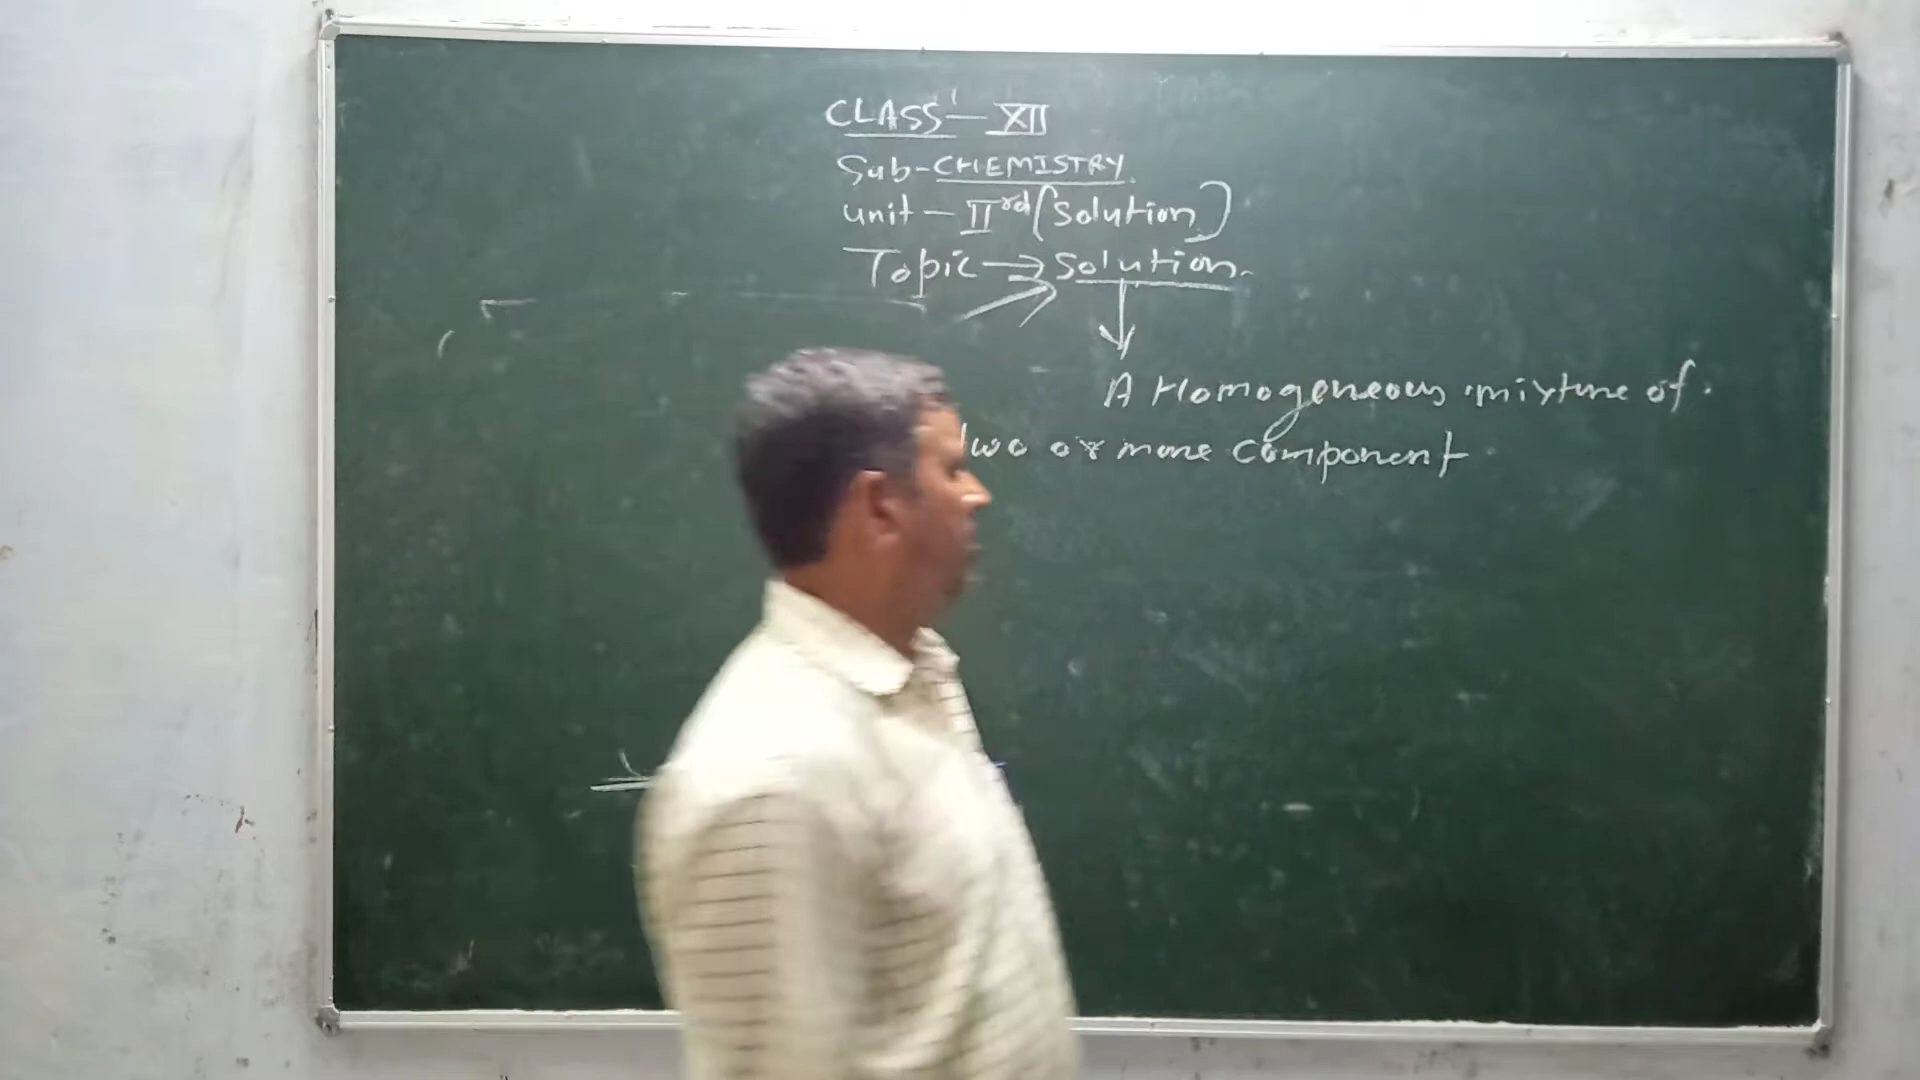 CLASS - XII
Sub-CHEMISTRY.
unit - II rd (Solution)
Topic → Solution.
A Homogeneous mixture of.
two or more component